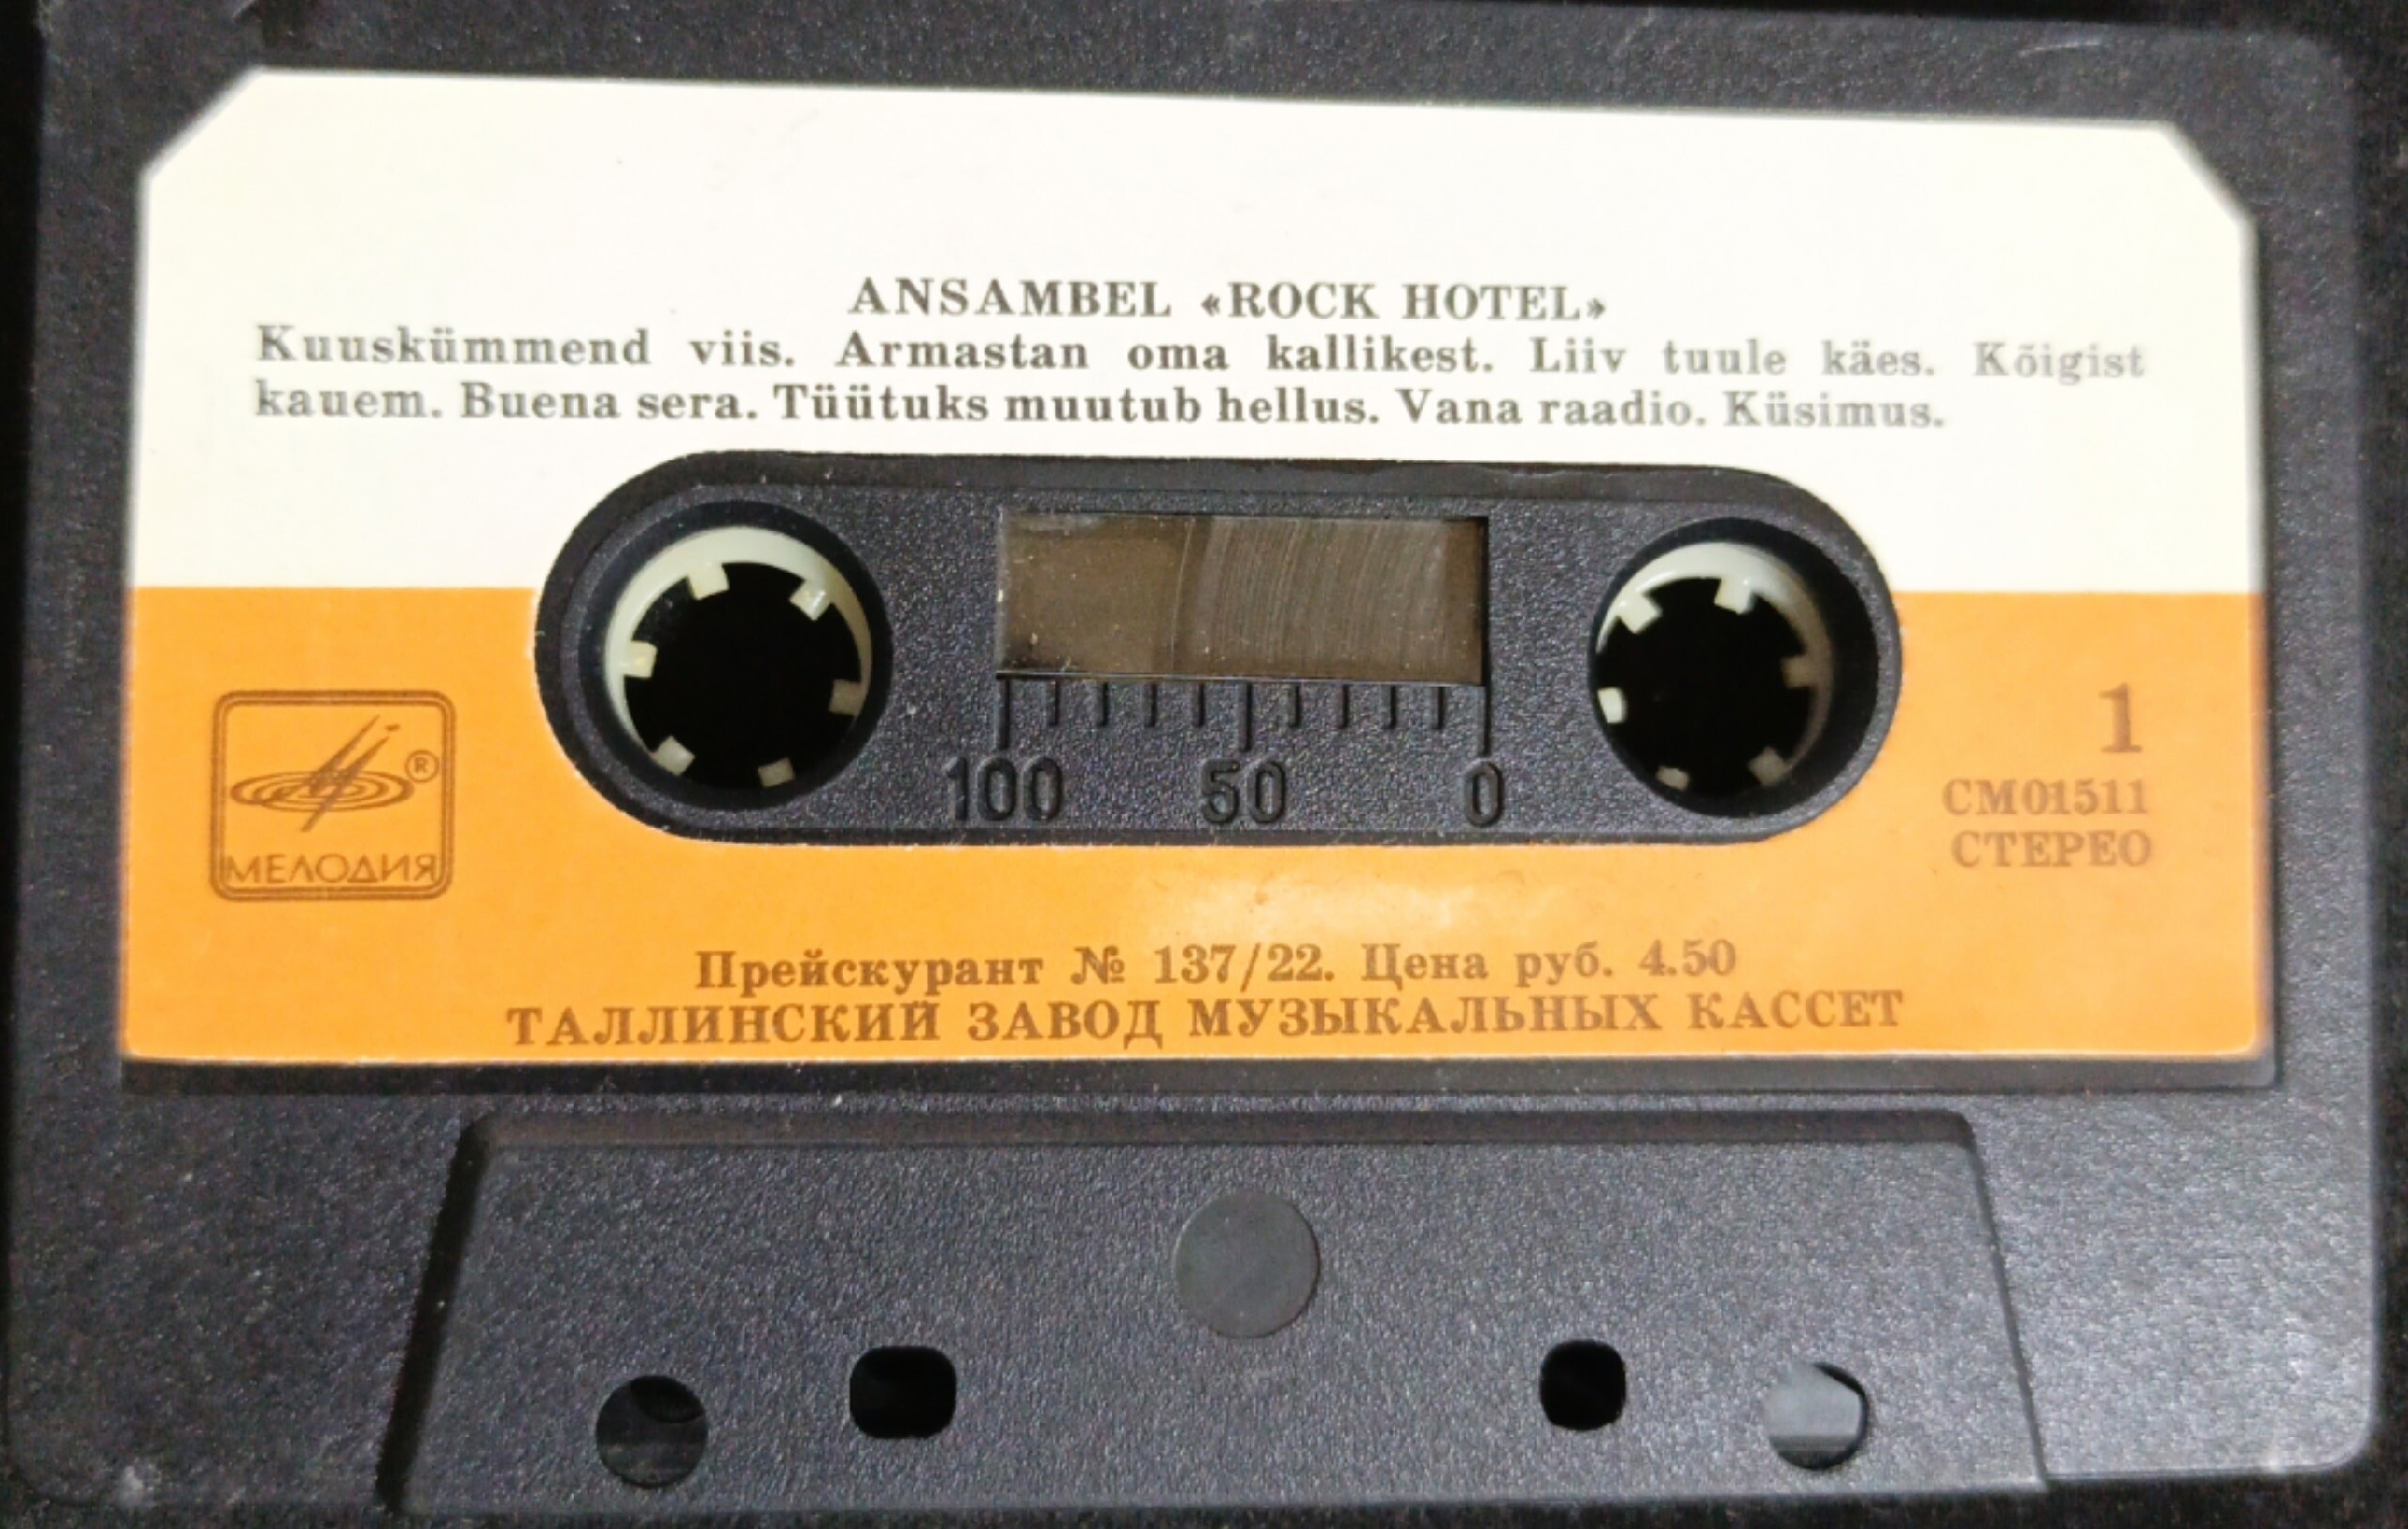 ANSAMBEL «ROCK HOTEL»
Kuuskümmend viis. Armastan oma kallikest. Liiv tuule käes. Kõigist
kauem. Buena sera. Tüütuks muutub hellus. Vana raadio. Küsimus.
100 50 0
®
МЕЛОДИЯ
1
СМ01511
СТЕРЕО
Прейскурант № 137/22. Цена руб. 4.50
ТАЛЛИНСКИЙ ЗАВОД МУЗЫКАЛЬНЫХ КАССЕТ